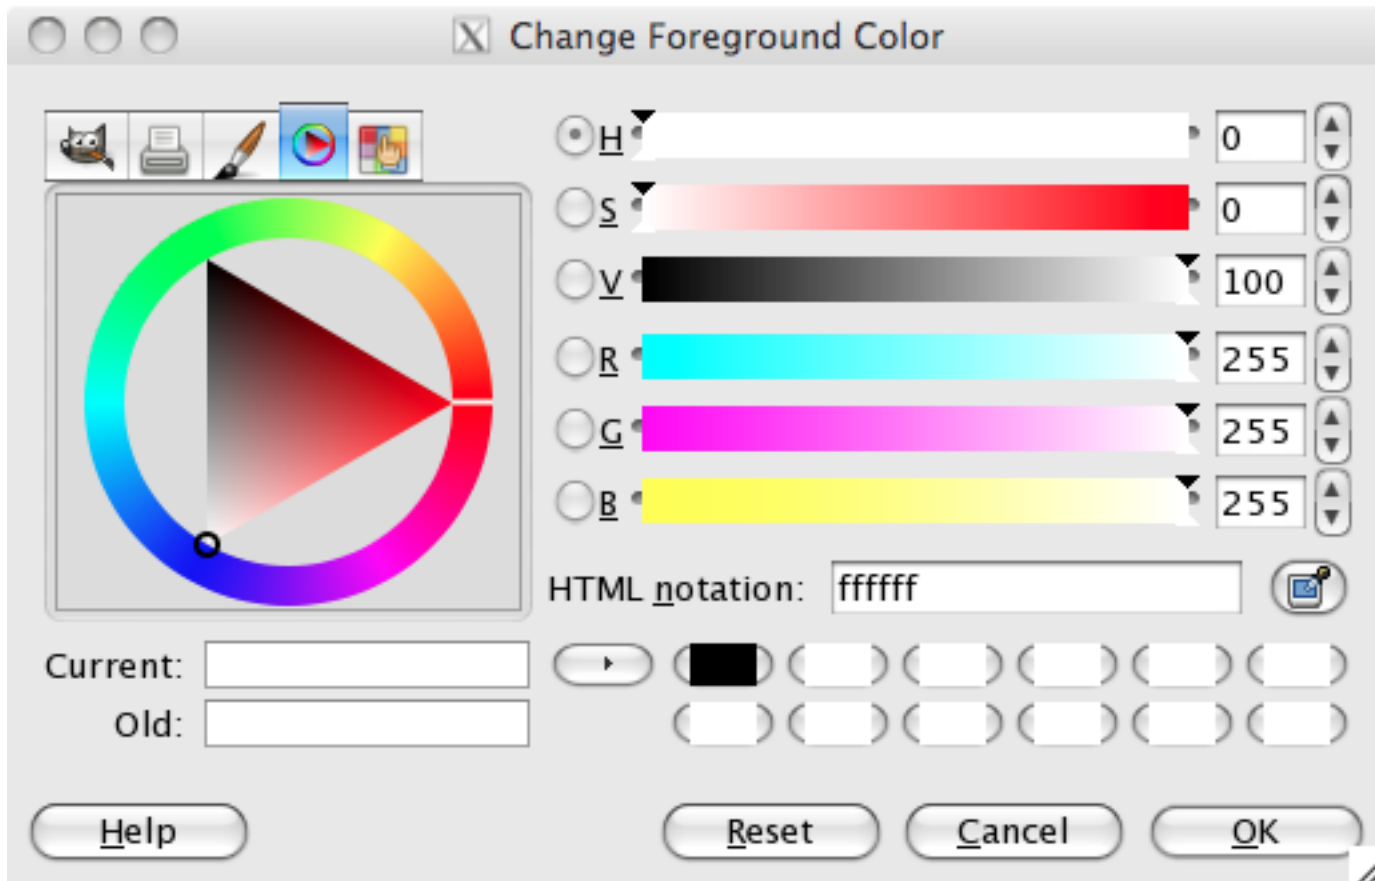 Change Foreground Color
H 0
S 0
V 100
R 255
G 255
B 255
HTML notation: ffffff
Current:
Old:
Help Reset Cancel OK